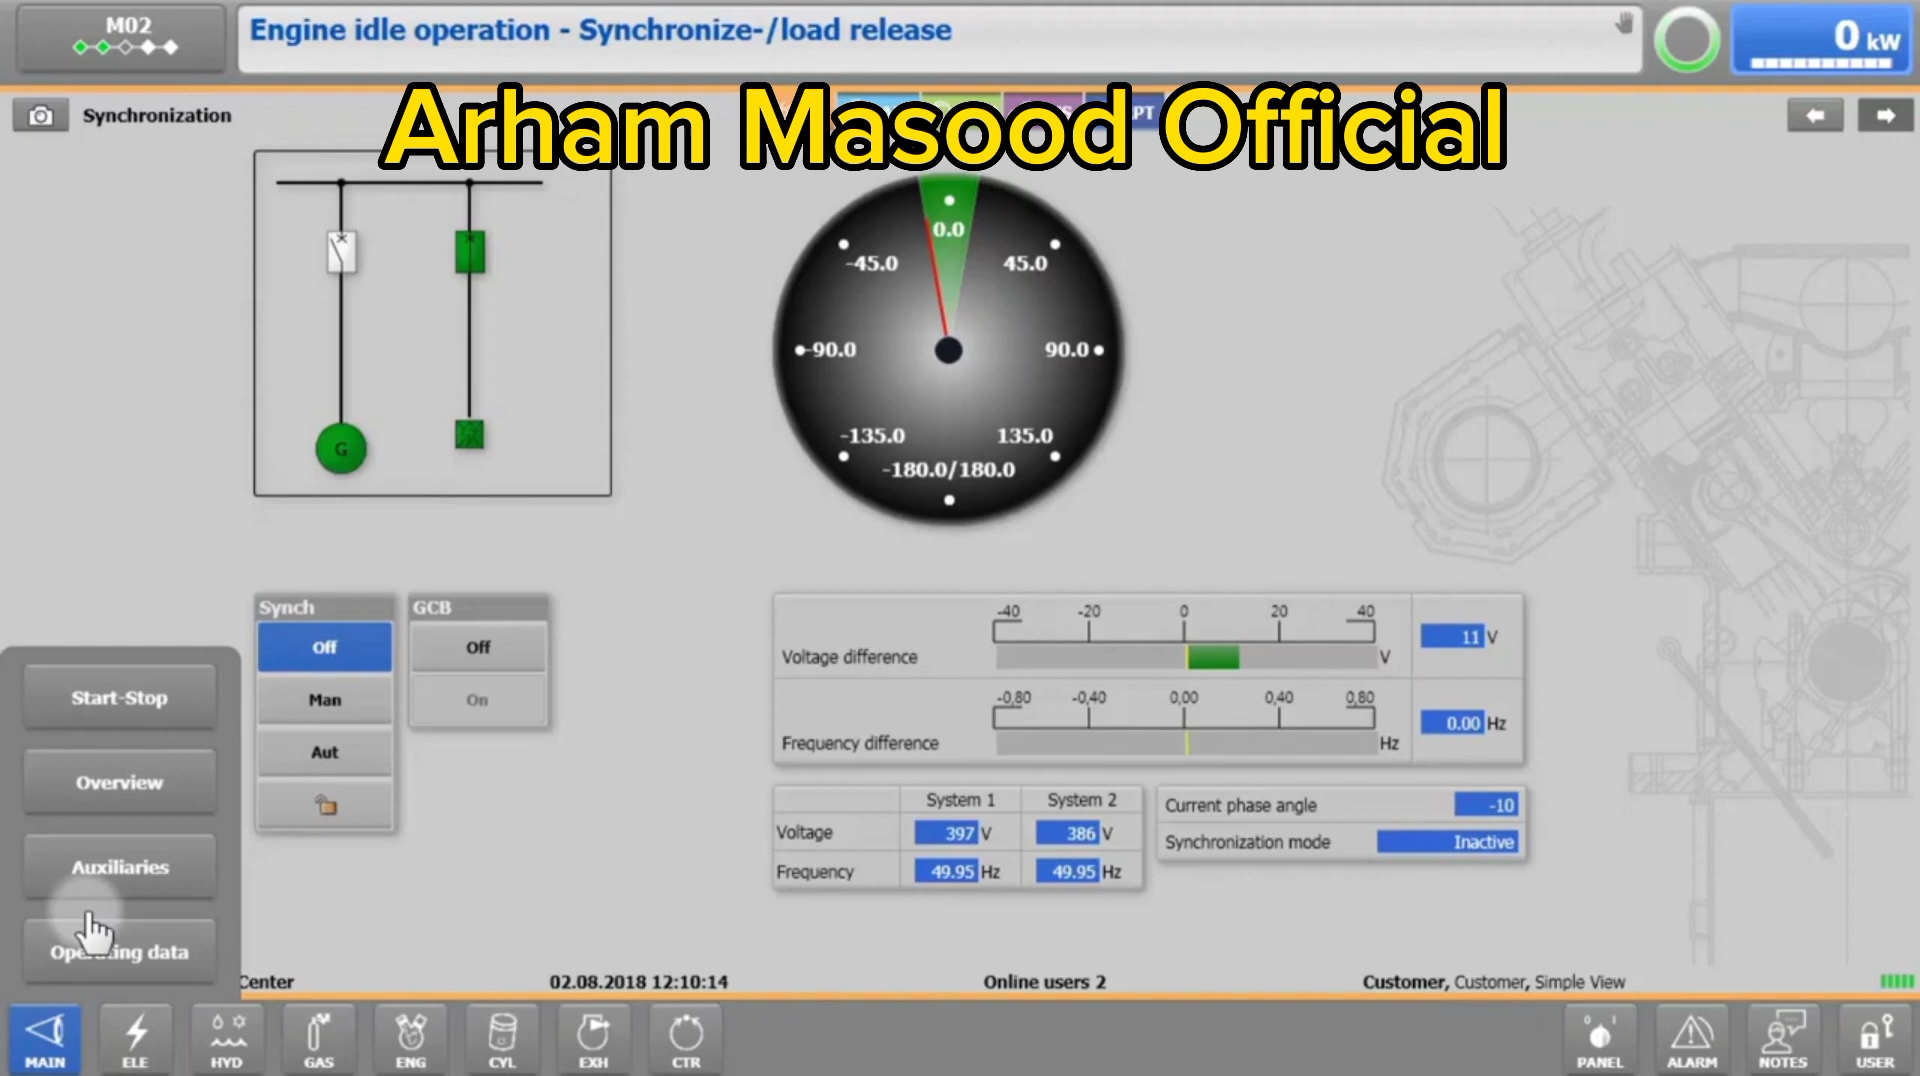 M02
Engine idle operation - Synchronize-/load release
0 kW
Synchronization
Arham Masood Official
PT
0.0
-45.0
45.0
-90.0
90.0
-135.0
135.0
-180.0/180.0
G
Synch
GCB
Off
Off
Man
On
Aut
Start-Stop
Overview
Auxiliaries
Operating data
-40 -20 0 20 40
Voltage difference
V
11 V
-0,80 -0,40 0,00 0,40 0,80
Frequency difference
Hz
0.00 Hz
System 1 System 2
Voltage 397 V 386 V
Frequency 49.95 Hz 49.95 Hz
Current phase angle -10
Synchronization mode Inactive
Center
02.08.2018 12:10:14
Online users 2
Customer, Customer, Simple View
MAIN
ELE
HYD
GAS
ENG
CYL
EXH
CTR
PANEL
ALARM
NOTES
USER